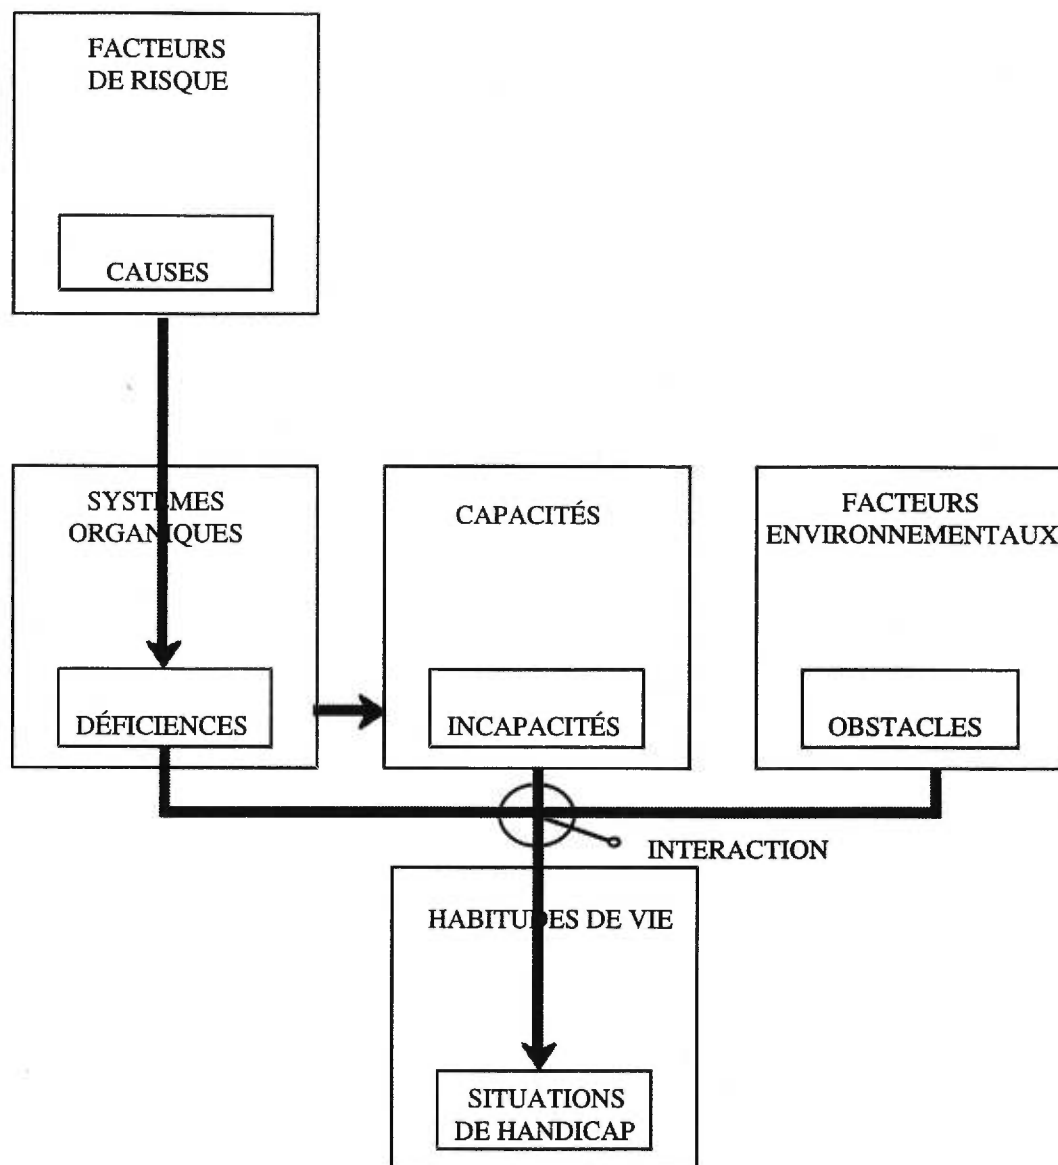 FACTEURS
DE RISQUE
CAUSES
SYSTÈMES
ORGANIQUES
DÉFICIENCES
CAPACITÉS
INCAPACITÉS
FACTEURS
ENVIRONNEMENTAUX
OBSTACLES
INTERACTION
HABITUDES DE VIE
SITUATIONS
DE HANDICAP